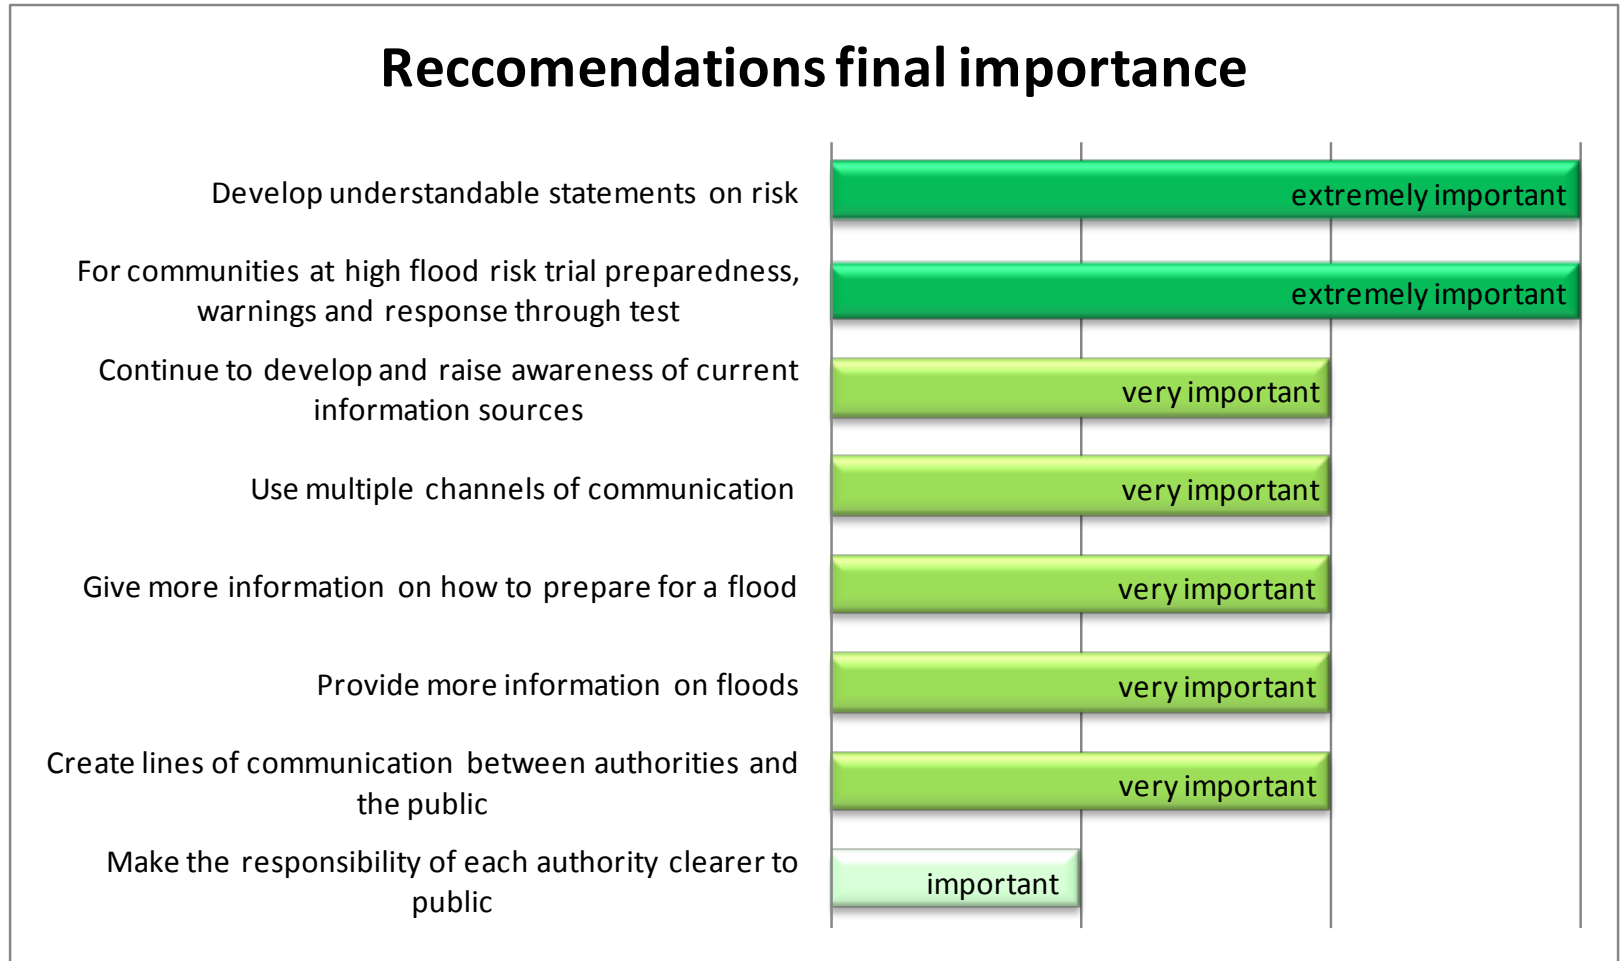 Reccomendations final importance
Develop understandable statements on risk
extremely important
For communities at high flood risk trial preparedness,
warnings and response through test
extremely important
Continue to develop and raise awareness of current
information sources
very important
Use multiple channels of communication
very important
Give more information on how to prepare for a flood
very important
Provide more information on floods
very important
Create lines of communication between authorities and
the public
very important
Make the responsibility of each authority clearer to
public
important